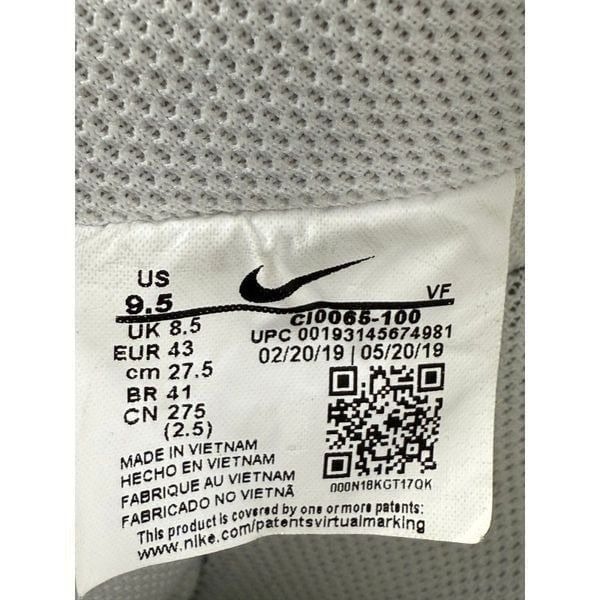 US
9.5
VF
UK 8.5
CI0065-100
UPC 00193145674981
EUR 43
02/20/19 | 05/20/19
cm 27.5
BR 41
CN 275
(2.5)
MADE IN VIETNAM
HECHO EN VIETNAM
FABRIQUE AU VIETNAM
FABRICADO NO VIETNÃ
000N18KGT17QK
This product is covered by one or more patents:
www.nike.com/patentsvirtualmarking